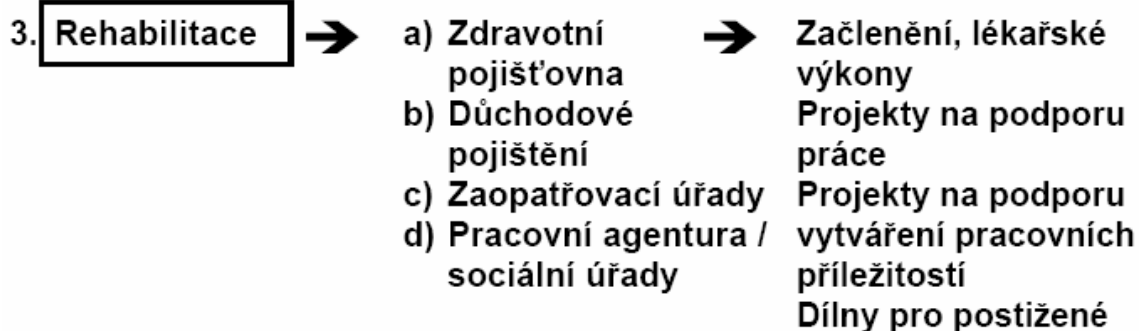 3. Rehabilitace → a) Zdravotní → Začlenění, lékařské
pojišťovna výkony
b) Důchodové Projekty na podporu
pojištění práce
c) Zaopatřovací úřady Projekty na podporu
d) Pracovní agentura / vytváření pracovních
sociální úřady příležitostí
Dílny pro postižené